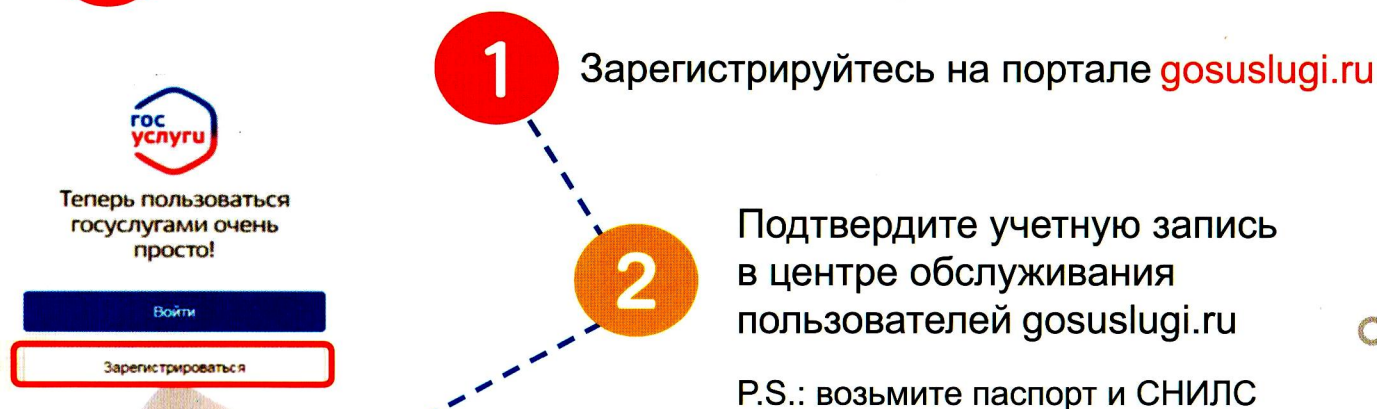 1
Зарегистрируйтесь на портале gosuslugi.ru
гос
услуги
Теперь пользоваться
госуслугами очень
просто!
Войти
Зарегистрироваться
2
Подтвердите учетную запись
в центре обслуживания
пользователей gosuslugi.ru
P.S.: возьмите паспорт и СНИЛС